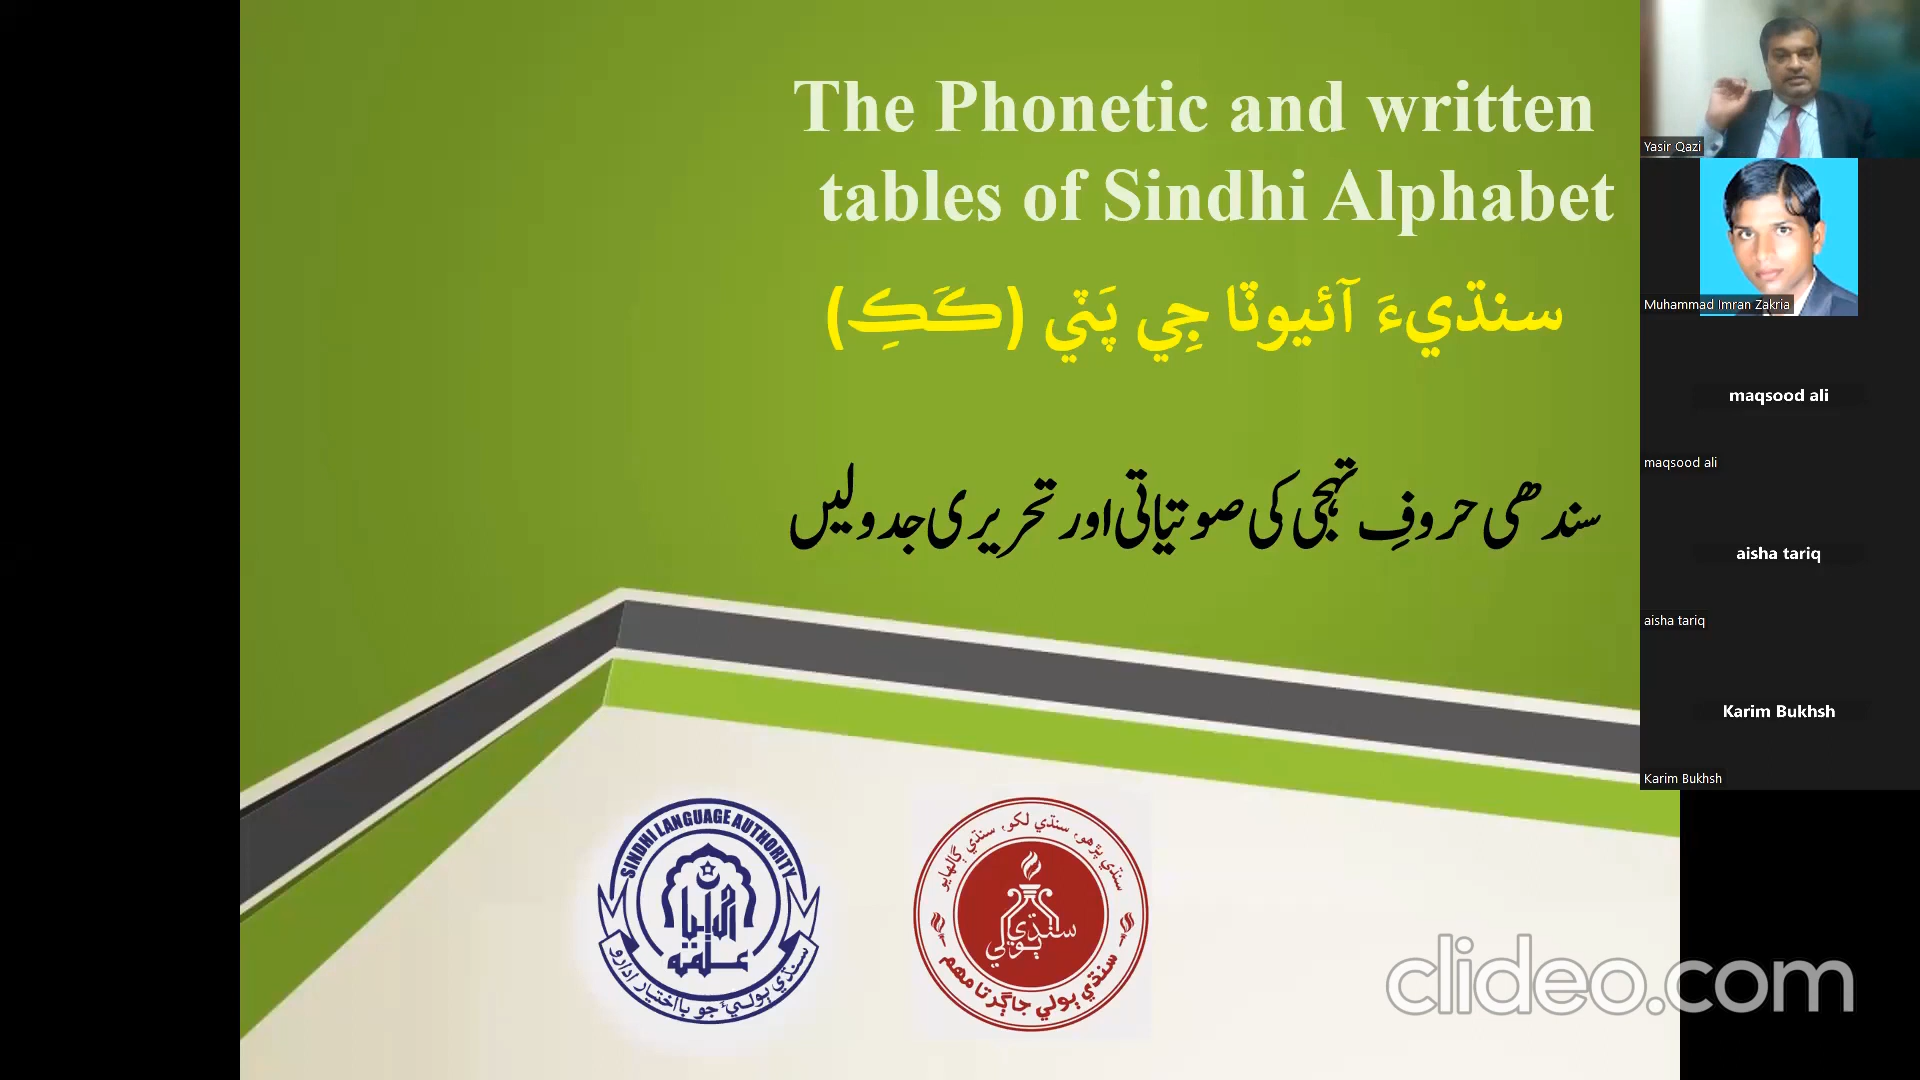 The Phonetic and written
tables of Sindhi Alphabet
سنڌيءَ آئيوٽا جِي پَٽي (ڪَڪِ)
سندھی حروفِ تہجی کی صوتیاتی اور تحریری جدولیں
SINDHI LANGUAGE AUTHORITY
سنڌي ٻوليءَ جو بااختيار ادارو
سنڌي پڙهو، سنڌي لکو، سنڌي ڳالهايو
سنڌي ٻولي
سنڌي ٻولي جاڳرتا مهم
Yasir Qazi
Muhammad Imran Zakria
maqsood ali
maqsood ali
aisha tariq
aisha tariq
Karim Bukhsh
Karim Bukhsh
clideo.com